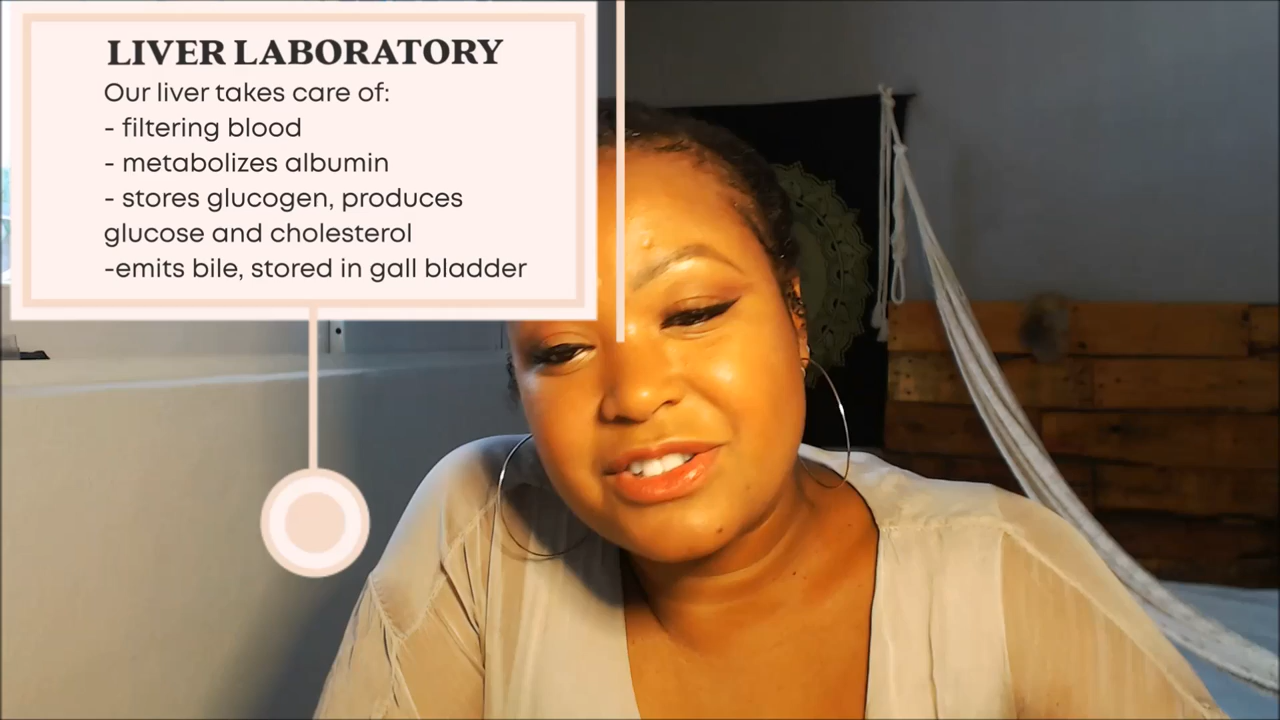 LIVER LABORATORY
Our liver takes care of:
- filtering blood
- metabolizes albumin
- stores glucogen, produces
glucose and cholesterol
-emits bile, stored in gall bladder